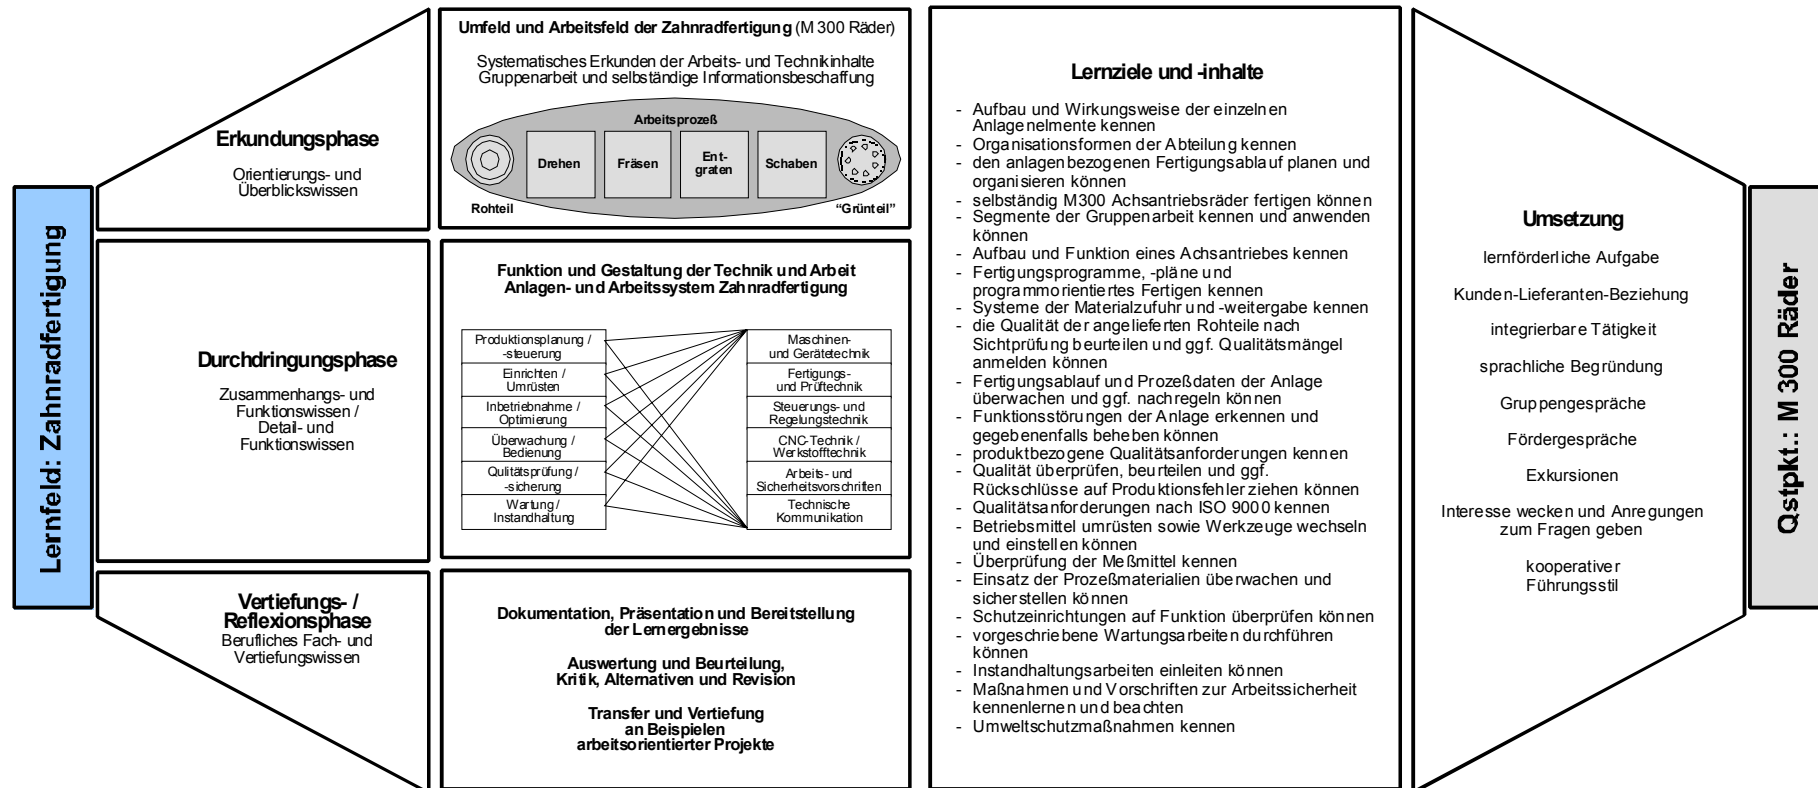 Lernfeld: Zahnradfertigung
Erkundungsphase
Orientierungs- und
Überblickswissen
Durchdringungsphase
Zusammenhangs- und
Funktionswissen /
Detail- und
Funktionswissen
Vertiefungs- /
Reflexionsphase
Berufliches Fach- und
Vertiefungswissen
Umfeld und Arbeitsfeld der Zahnradfertigung (M 300 Räder)
Systematisches Erkunden der Arbeits- und Technikinhalte
Gruppenarbeit und selbständige Informationsbeschaffung
Arbeitsprozeß
Drehen
Fräsen
Ent-
graten
Schaben
Rohteil
“Grünteil”
Funktion und Gestaltung der Technik und Arbeit
Anlagen- und Arbeitssystem Zahnradfertigung
Produktionsplanung /
-steuerung
Einrichten /
Umrüsten
Inbetriebnahme /
Optimierung
Überwachung /
Bedienung
Qulitätsprüfung /
-sicherung
Wartung /
Instandhaltung
Maschinen-
und Gerätetechnik
Fertigungs-
und Prüftechnik
Steuerungs- und
Regelungstechnik
CNC-Technik /
Werkstofftechnik
Arbeits- und
Sicherheitsvorschriften
Technische
Kommunikation
Dokumentation, Präsentation und Bereitstellung
der Lernergebnisse
Auswertung und Beurteilung,
Kritik, Alternativen und Revision
Transfer und Vertiefung
an Beispielen
arbeitsorientierter Projekte
Lernziele und -inhalte
- Aufbau und Wirkungsweise der einzelnen
Anlagenelmente kennen
- Organisationsformen der Abteilung kennen
- den anlagenbezogenen Fertigungsablauf planen und
organisieren können
- selbständig M300 Achsantriebsräder fertigen können
- Segmente der Gruppenarbeit kennen und anwenden
können
- Aufbau und Funktion eines Achsantriebes kennen
- Fertigungsprogramme, -pläne und
programmorientiertes Fertigen kennen
- Systeme der Materialzufuhr und -weitergabe kennen
- die Qualität der angelieferten Rohteile nach
Sichtprüfung beurteilen und ggf. Qualitätsmängel
anmelden können
- Fertigungsablauf und Prozeßdaten der Anlage
überwachen und ggf. nachregeln können
- Funktionsstörungen der Anlage erkennen und
gegebenenfalls beheben können
- produktbezogene Qualitätsanforderungen kennen
- Qualität überprüfen, beurteilen und ggf.
Rückschlüsse auf Produktionsfehler ziehen können
- Qualitätsanforderungen nach ISO 9000 kennen
- Betriebsmittel umrüsten sowie Werkzeuge wechseln
und einstellen können
- Überprüfung der Meßmittel kennen
- Einsatz der Prozeßmaterialien überwachen und
sicherstellen können
- Schutzeinrichtungen auf Funktion überprüfen können
- vorgeschriebene Wartungsarbeiten durchführen
können
- Instandhaltungsarbeiten einleiten können
- Maßnahmen und Vorschriften zur Arbeitssicherheit
kennenlernen und beachten
- Umweltschutzmaßnahmen kennen
Umsetzung
lernförderliche Aufgabe
Kunden-Lieferanten-Beziehung
integrierbare Tätigkeit
sprachliche Begründung
Gruppengespräche
Fördergespräche
Exkursionen
Interesse wecken und Anregungen
zum Fragen geben
kooperativer
Führungsstil
Qstpkt.: M 300 Räder